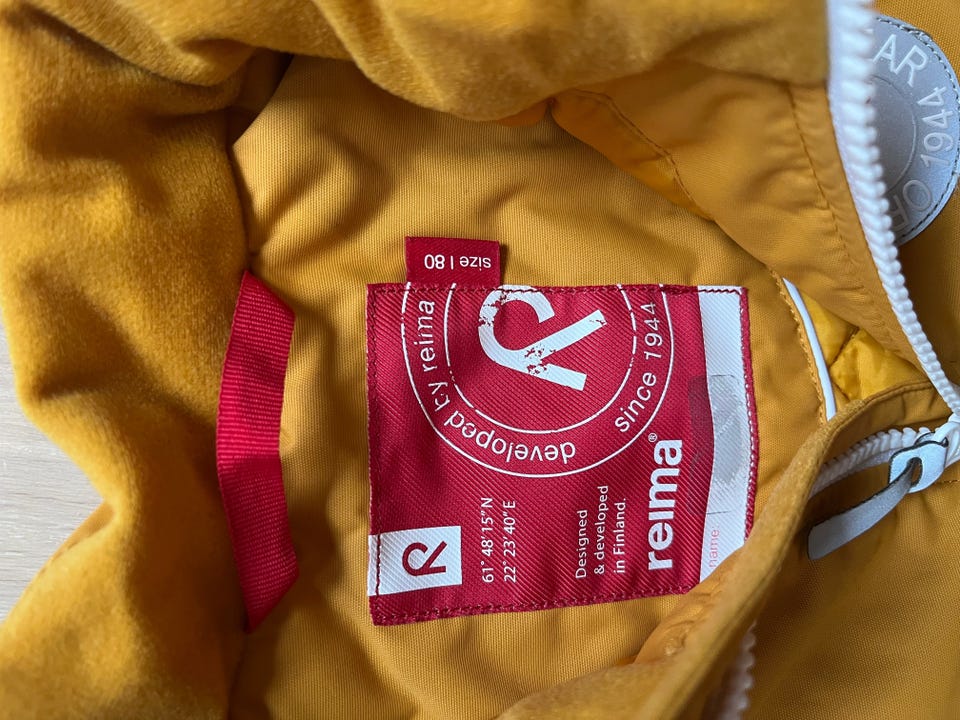 size | 80
developed by reima
since 1944
R
R
61° 48′ 15″ N
22° 23′ 40″ E
Designed
& developed
in Finland.
reima®
name:
1944